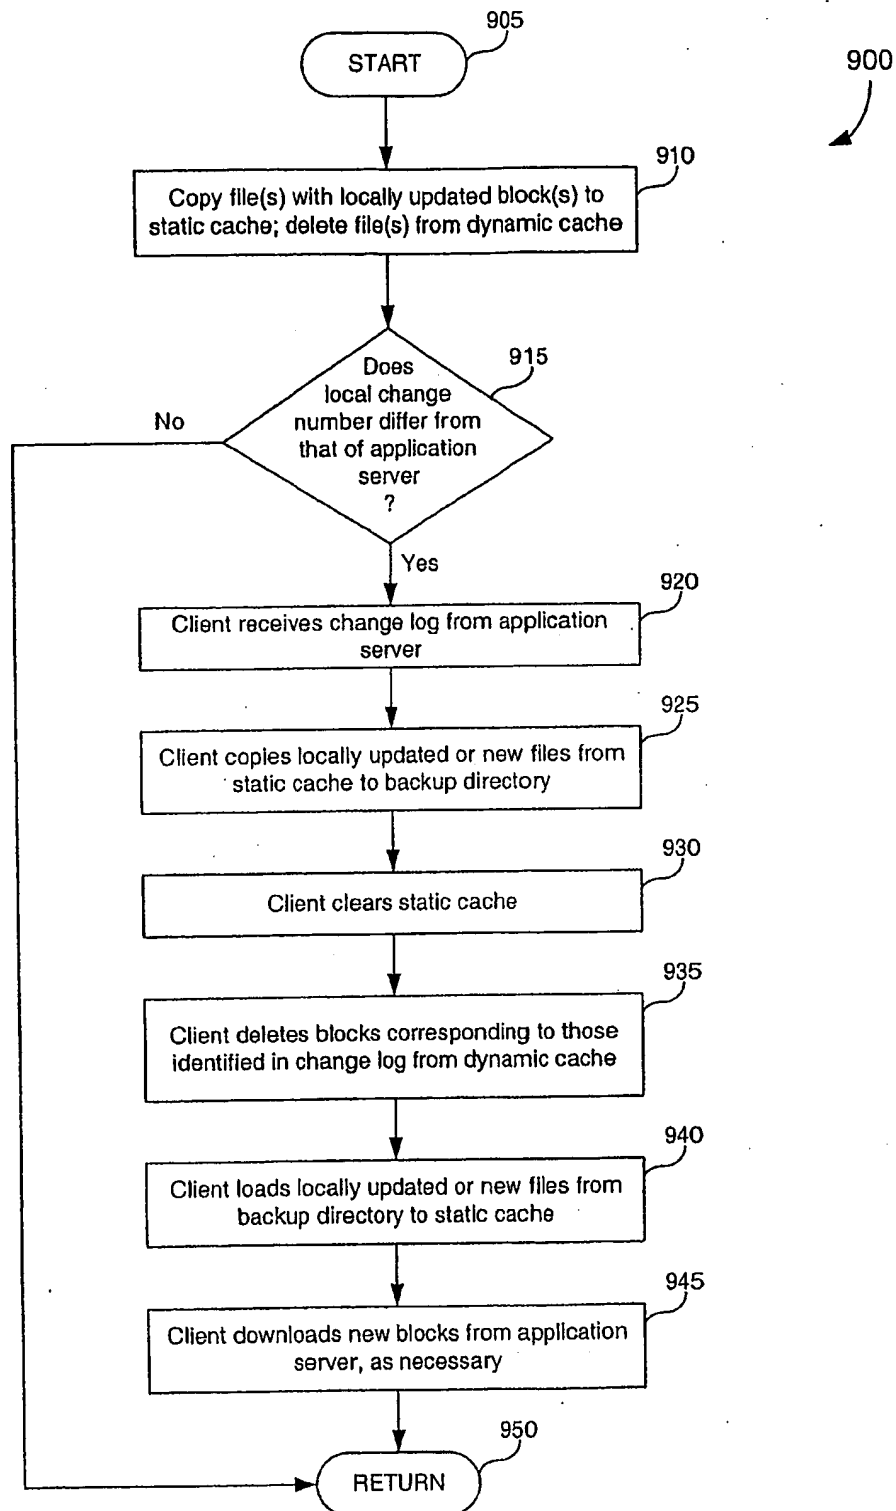 905
START
900
910
Copy file(s) with locally updated block(s) to
static cache; delete file(s) from dynamic cache
915
Does
local change
number differ from
that of application
server
?
No
Yes
920
Client receives change log from application
server
925
Client copies locally updated or new files from
static cache to backup directory
930
Client clears static cache
935
Client deletes blocks corresponding to those
identified in change log from dynamic cache
940
Client loads locally updated or new files from
backup directory to static cache
945
Client downloads new blocks from application
server, as necessary
950
RETURN